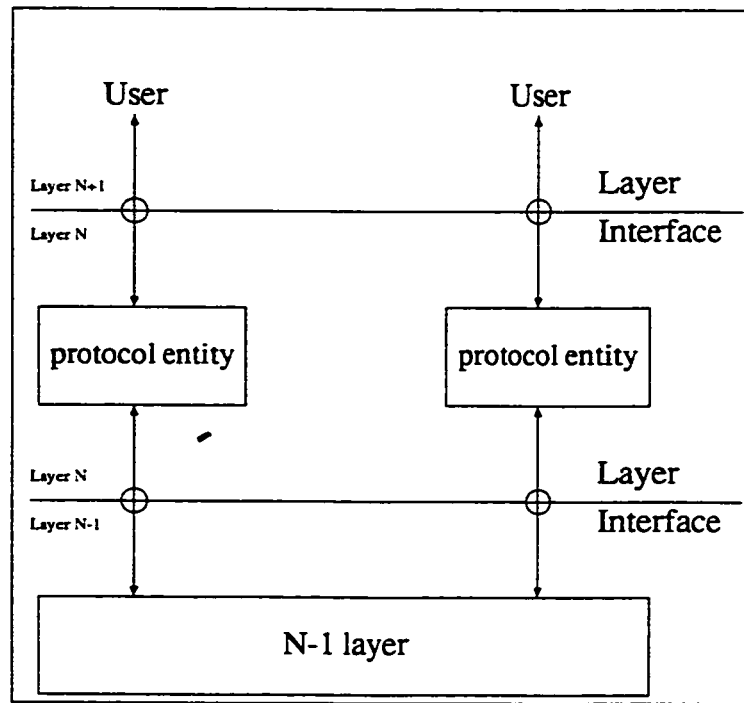 User
User
Layer N+1
Layer
Layer N
Interface
protocol entity
protocol entity
Layer N
Layer
Layer N-1
Interface
N-1 layer